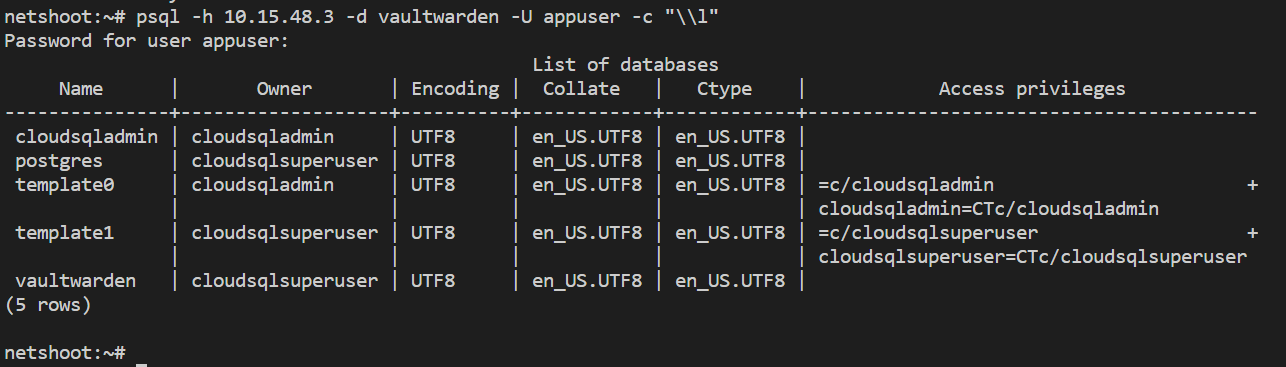 netshoot:~# psql -h 10.15.48.3 -d vaultwarden -U appuser -c "\\l"
Password for user appuser:
                                            List of databases
     Name      |      Owner       | Encoding |  Collate   |   Ctype    |           Access privileges
---------------+------------------+----------+------------+------------+----------------------------------------
 cloudsqladmin | cloudsqladmin    | UTF8     | en_US.UTF8 | en_US.UTF8 |
 postgres      | cloudsqlsuperuser | UTF8     | en_US.UTF8 | en_US.UTF8 |
 template0     | cloudsqladmin    | UTF8     | en_US.UTF8 | en_US.UTF8 | =c/cloudsqladmin                      +
               |                  |          |            |            | cloudsqladmin=CTc/cloudsqladmin
 template1     | cloudsqlsuperuser | UTF8     | en_US.UTF8 | en_US.UTF8 | =c/cloudsqlsuperuser                  +
               |                  |          |            |            | cloudsqlsuperuser=CTc/cloudsqlsuperuser
 vaultwarden   | cloudsqlsuperuser | UTF8     | en_US.UTF8 | en_US.UTF8 |
(5 rows)

netshoot:~#